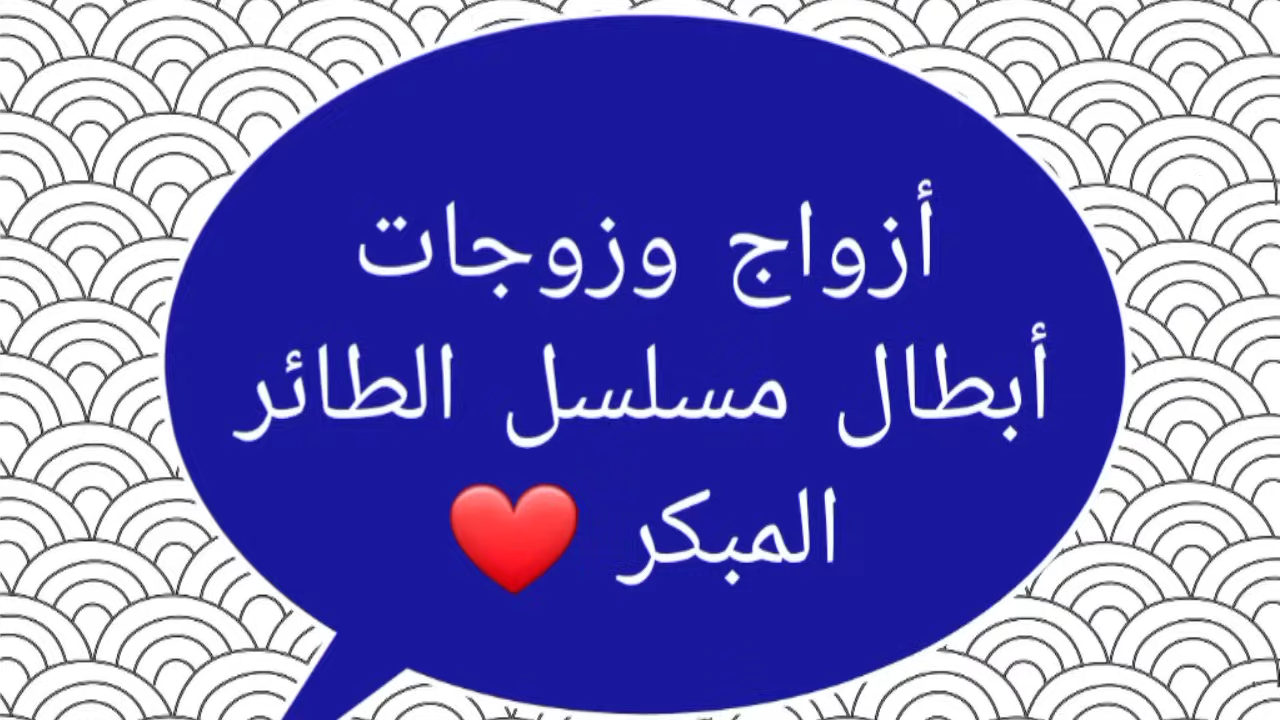 أزواج وزوجات
أبطال مسلسل الطائر
المبكر ❤️